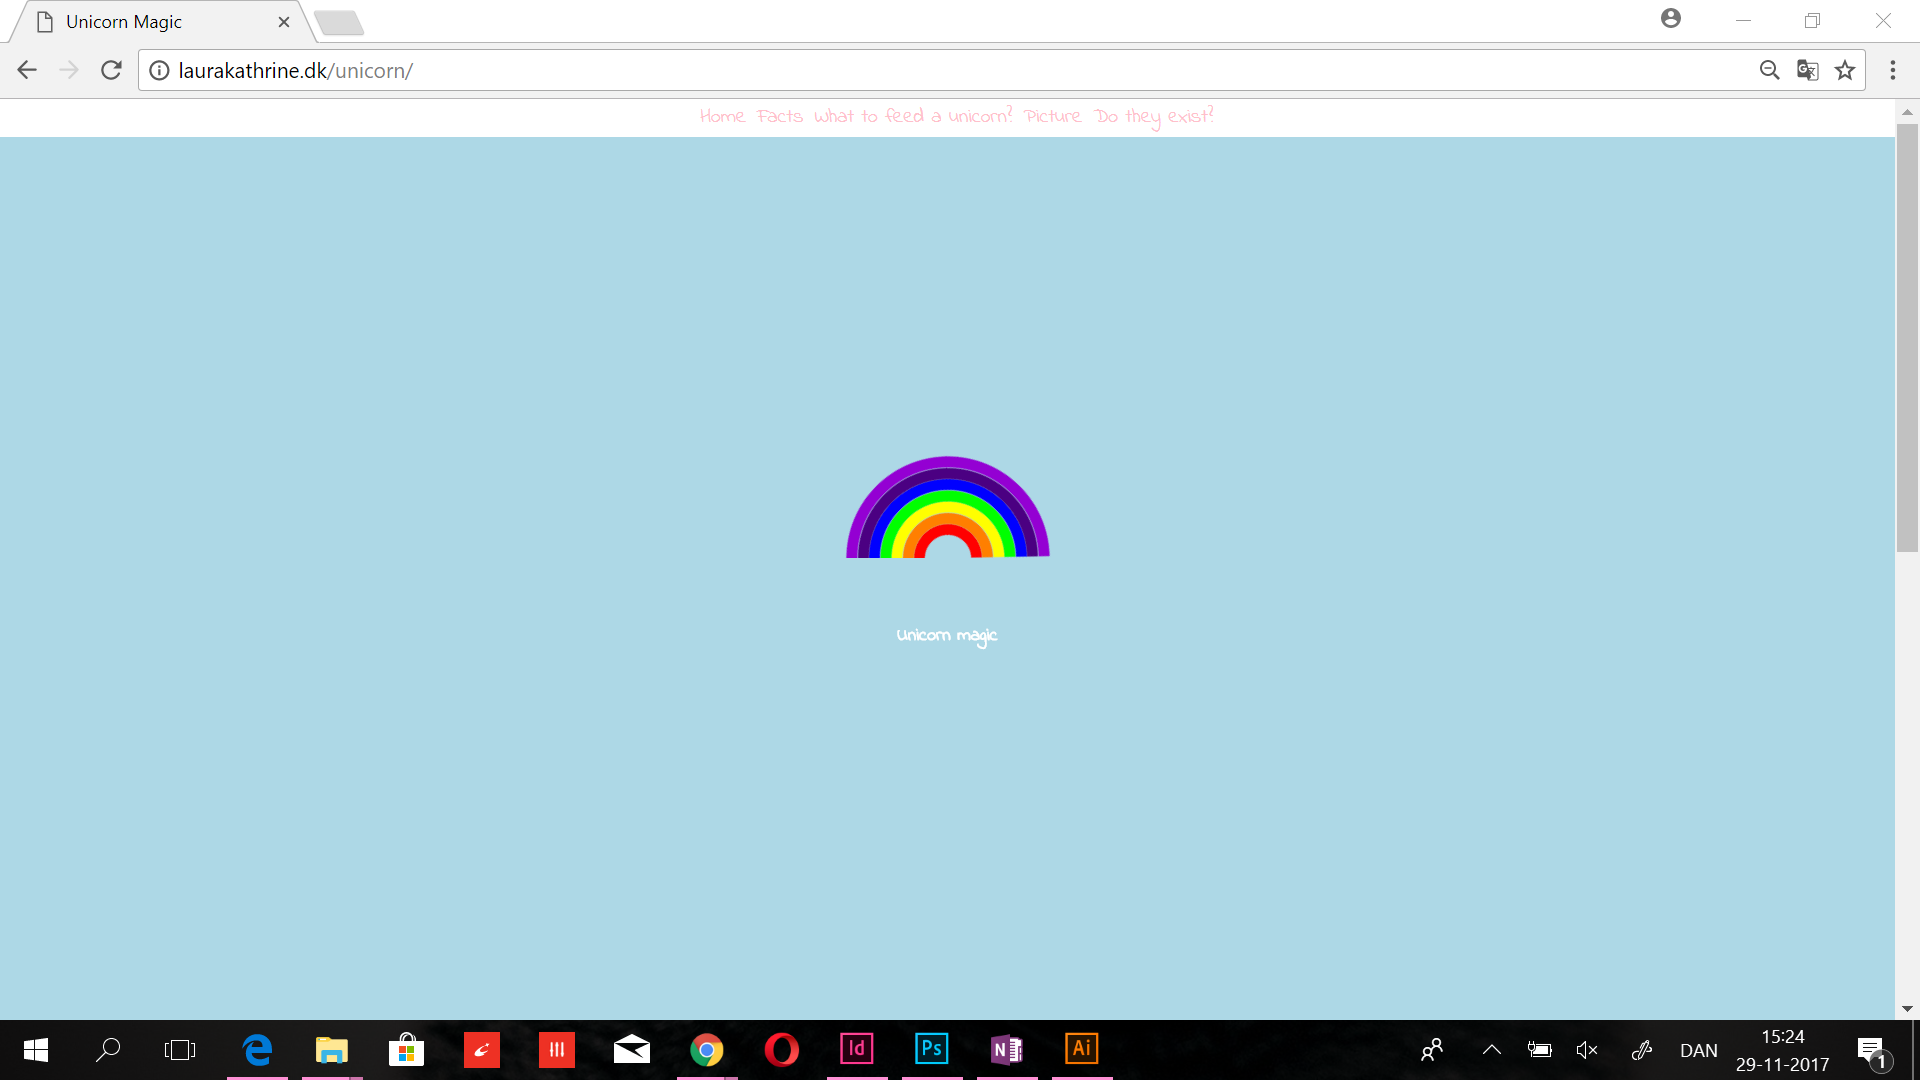 Unicorn Magic
laurakathrine.dk/unicorn/
Home Facts What to feed a unicorn? Picture Do they exist?
Unicorn magic
Id Ps N Ai DAN 15:24
29-11-2017 1